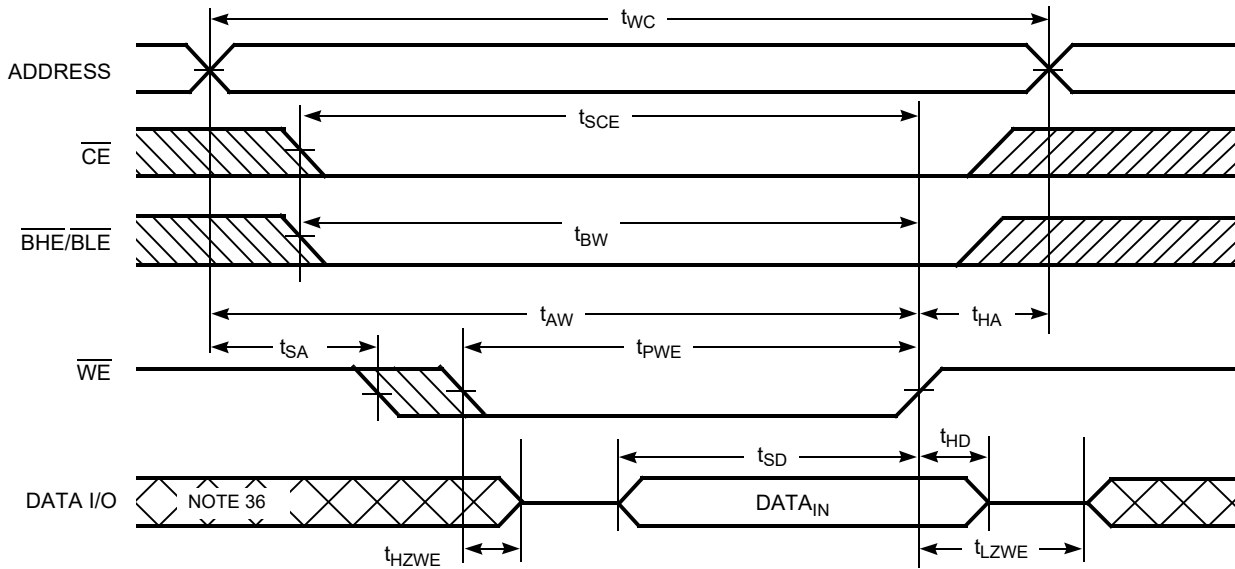 tWC
ADDRESS
tSCE
CE
tBW
BHE/BLE
tAW
tHA
tSA
tPWE
WE
tSD
tHD
DATA I/O
NOTE 36
DATAIN
tHZWE
tLZWE